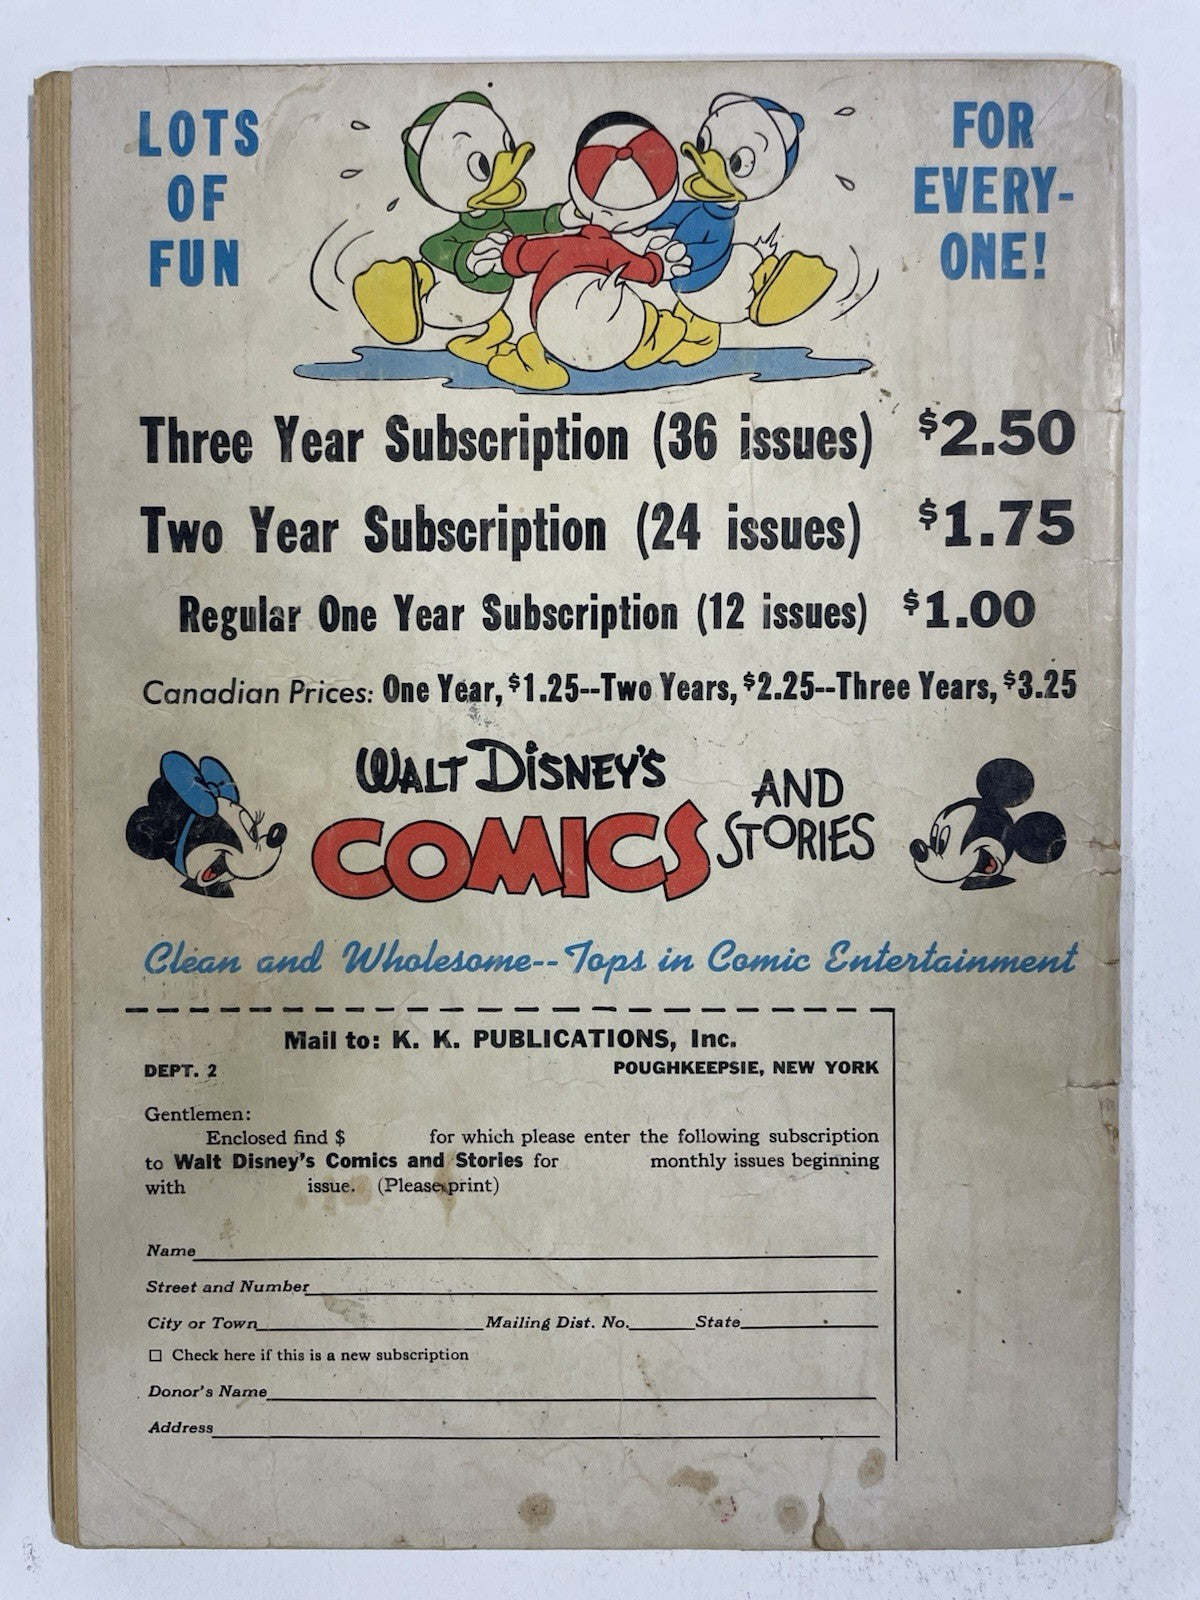 LOTS
OF
FUN
FOR
EVERY-
ONE!
Three Year Subscription (36 issues) $2.50
Two Year Subscription (24 issues) $1.75
Regular One Year Subscription (12 issues) $1.00
Canadian Prices: One Year, $1.25--Two Years, $2.25--Three Years, $3.25
WALT DISNEY'S
COMICS AND
STORIES
Clean and Wholesome--Tops in Comic Entertainment
Mail to: K. K. PUBLICATIONS, Inc.
DEPT. 2 POUGHKEEPSIE, NEW YORK
Gentlemen:
Enclosed find $ for which please enter the following subscription
to Walt Disney's Comics and Stories for monthly issues beginning
with issue. (Please print)
Name
Street and Number
City or Town Mailing Dist. No. State
☐ Check here if this is a new subscription
Donor's Name
Address